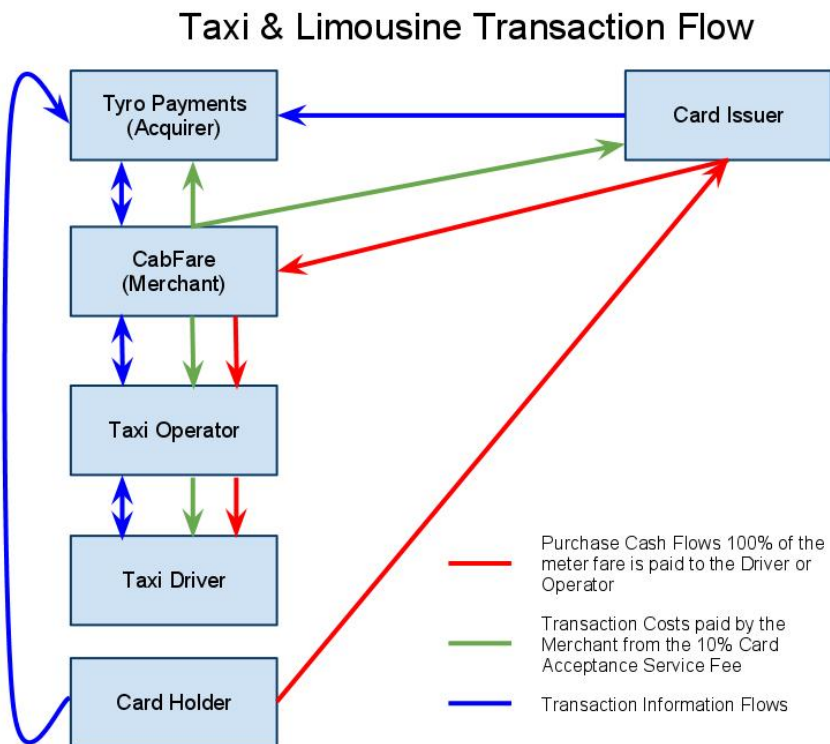 Taxi & Limousine Transaction Flow
Tyro Payments
(Acquirer)
Card Issuer
CabFare
(Merchant)
Taxi Operator
Taxi Driver
Card Holder
Purchase Cash Flows 100% of the
meter fare is paid to the Driver or
Operator
Transaction Costs paid by the
Merchant from the 10% Card
Acceptance Service Fee
Transaction Information Flows